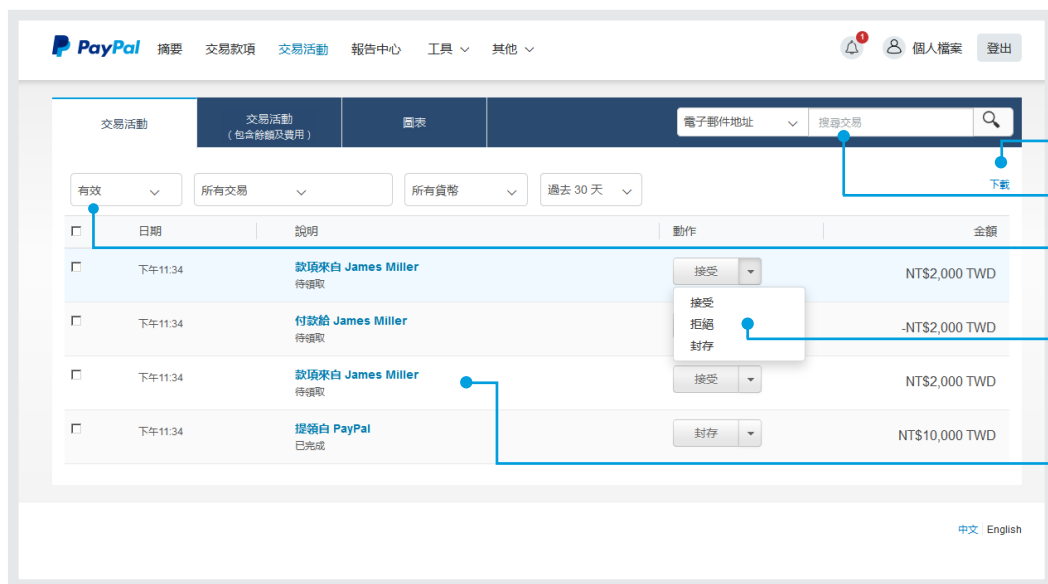 PayPal 摘要 交易款項 交易活動 報告中心 工具 其他 1 個人檔案 登出
交易活動 交易活動 圖表 電子郵件地址 搜尋交易
(包含餘額及費用)
下載
有效 所有交易 所有貨幣 過去 30 天
日期 說明 動作 金額
下午11:34 款項來自 James Miller 接受 NT$2,000 TWD
待領取
接受
下午11:34 付款給 James Miller 拒絕 -NT$2,000 TWD
待領取
封存
下午11:34 款項來自 James Miller 接受 NT$2,000 TWD
待領取
下午11:34 提領自 PayPal 封存 NT$10,000 TWD
已完成
中文 English